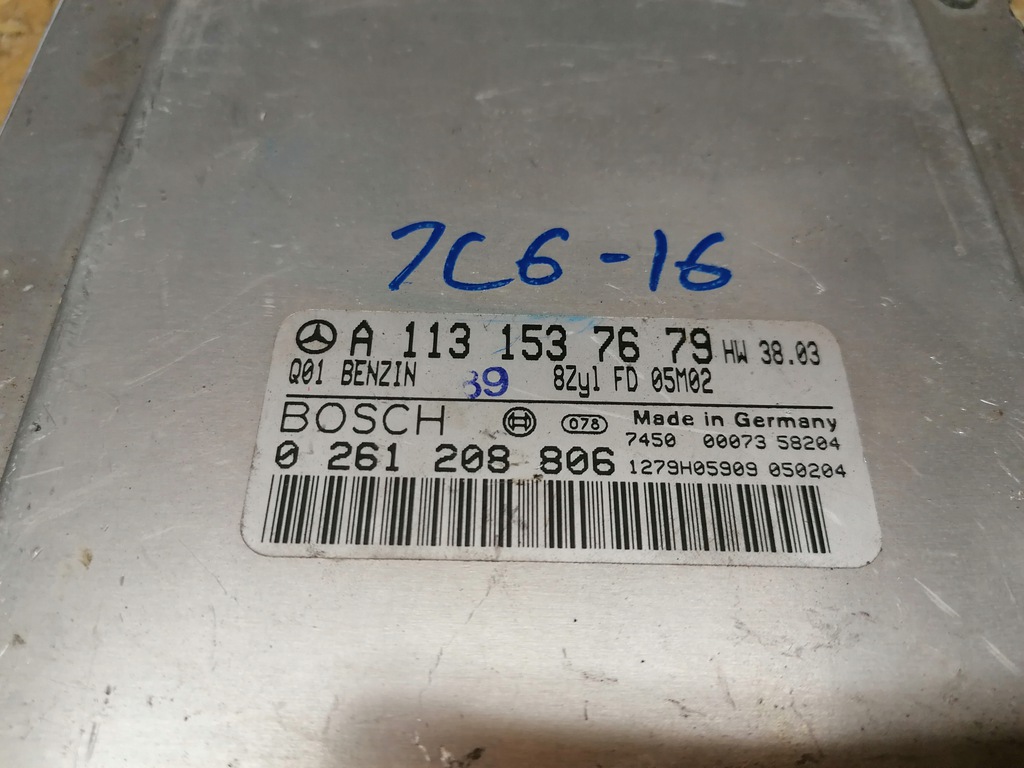 7C6-16
A 113 153 76 79 HW 38.03
Q01 BENZIN 39 8Zyl FD 05M02
BOSCH 078 Made in Germany
7450 00073 58204
0 261 208 806 1279H05909 050204